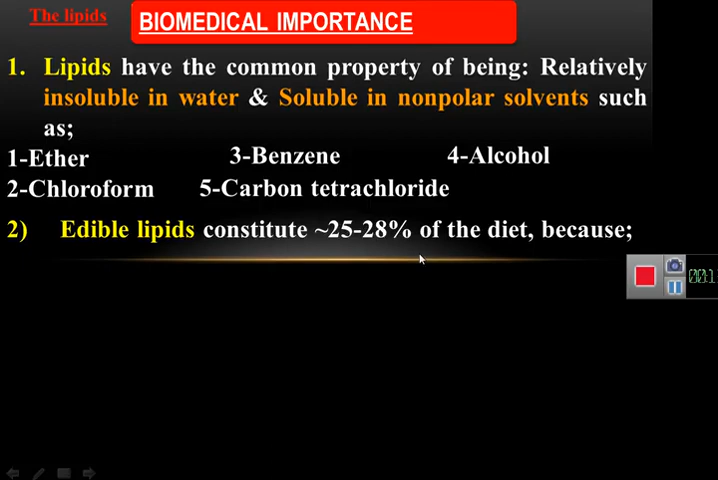 The lipids
BIOMEDICAL IMPORTANCE
1. Lipids have the common property of being: Relatively
insoluble in water & Soluble in nonpolar solvents such
as;
1-Ether 3-Benzene 4-Alcohol
2-Chloroform 5-Carbon tetrachloride
2) Edible lipids constitute ~25-28% of the diet, because;